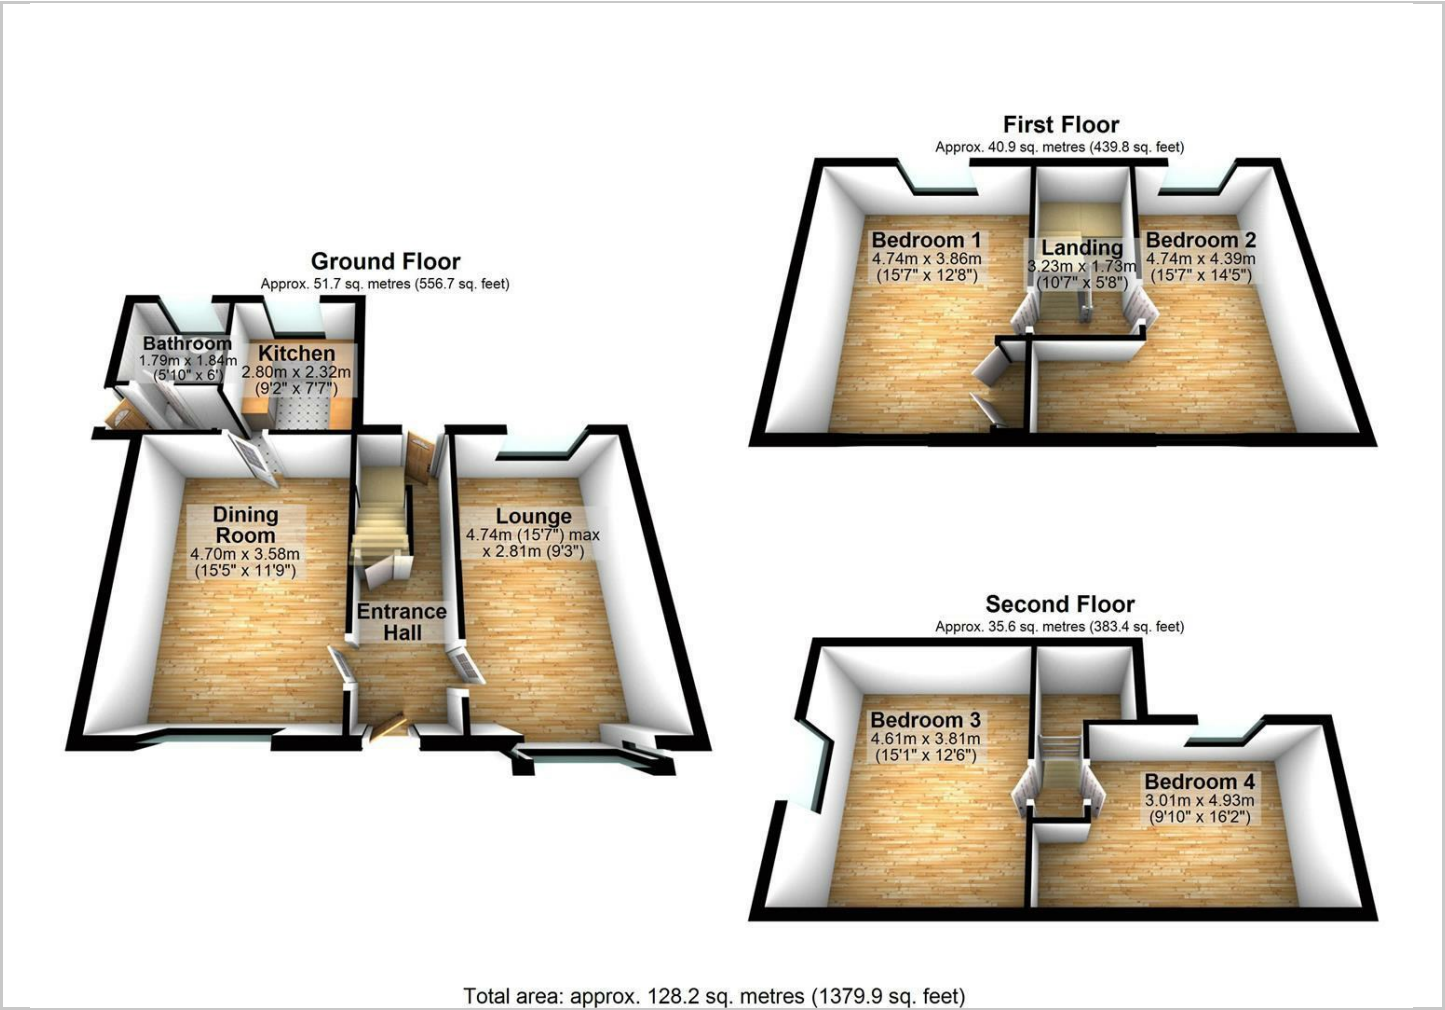 Ground Floor
Approx. 51.7 sq. metres (556.7 sq. feet)
Bathroom
1.79m x 1.84m
(5'10" x 6')
Kitchen
2.80m x 2.32m
(9'2" x 7'7")
Dining
Room
4.70m x 3.58m
(15'5" x 11'9")
Lounge
4.74m (15'7") max
x 2.81m (9'3")
Entrance
Hall
First Floor
Approx. 40.9 sq. metres (439.8 sq. feet)
Bedroom 1
4.74m x 3.86m
(15'7" x 12'8")
Landing
3.23m x 1.73m
(10'7" x 5'8")
Bedroom 2
4.74m x 4.39m
(15'7" x 14'5")
Second Floor
Approx. 35.6 sq. metres (383.4 sq. feet)
Bedroom 3
4.61m x 3.81m
(15'1" x 12'6")
Bedroom 4
3.01m x 4.93m
(9'10" x 16'2")
Total area: approx. 128.2 sq. metres (1379.9 sq. feet)